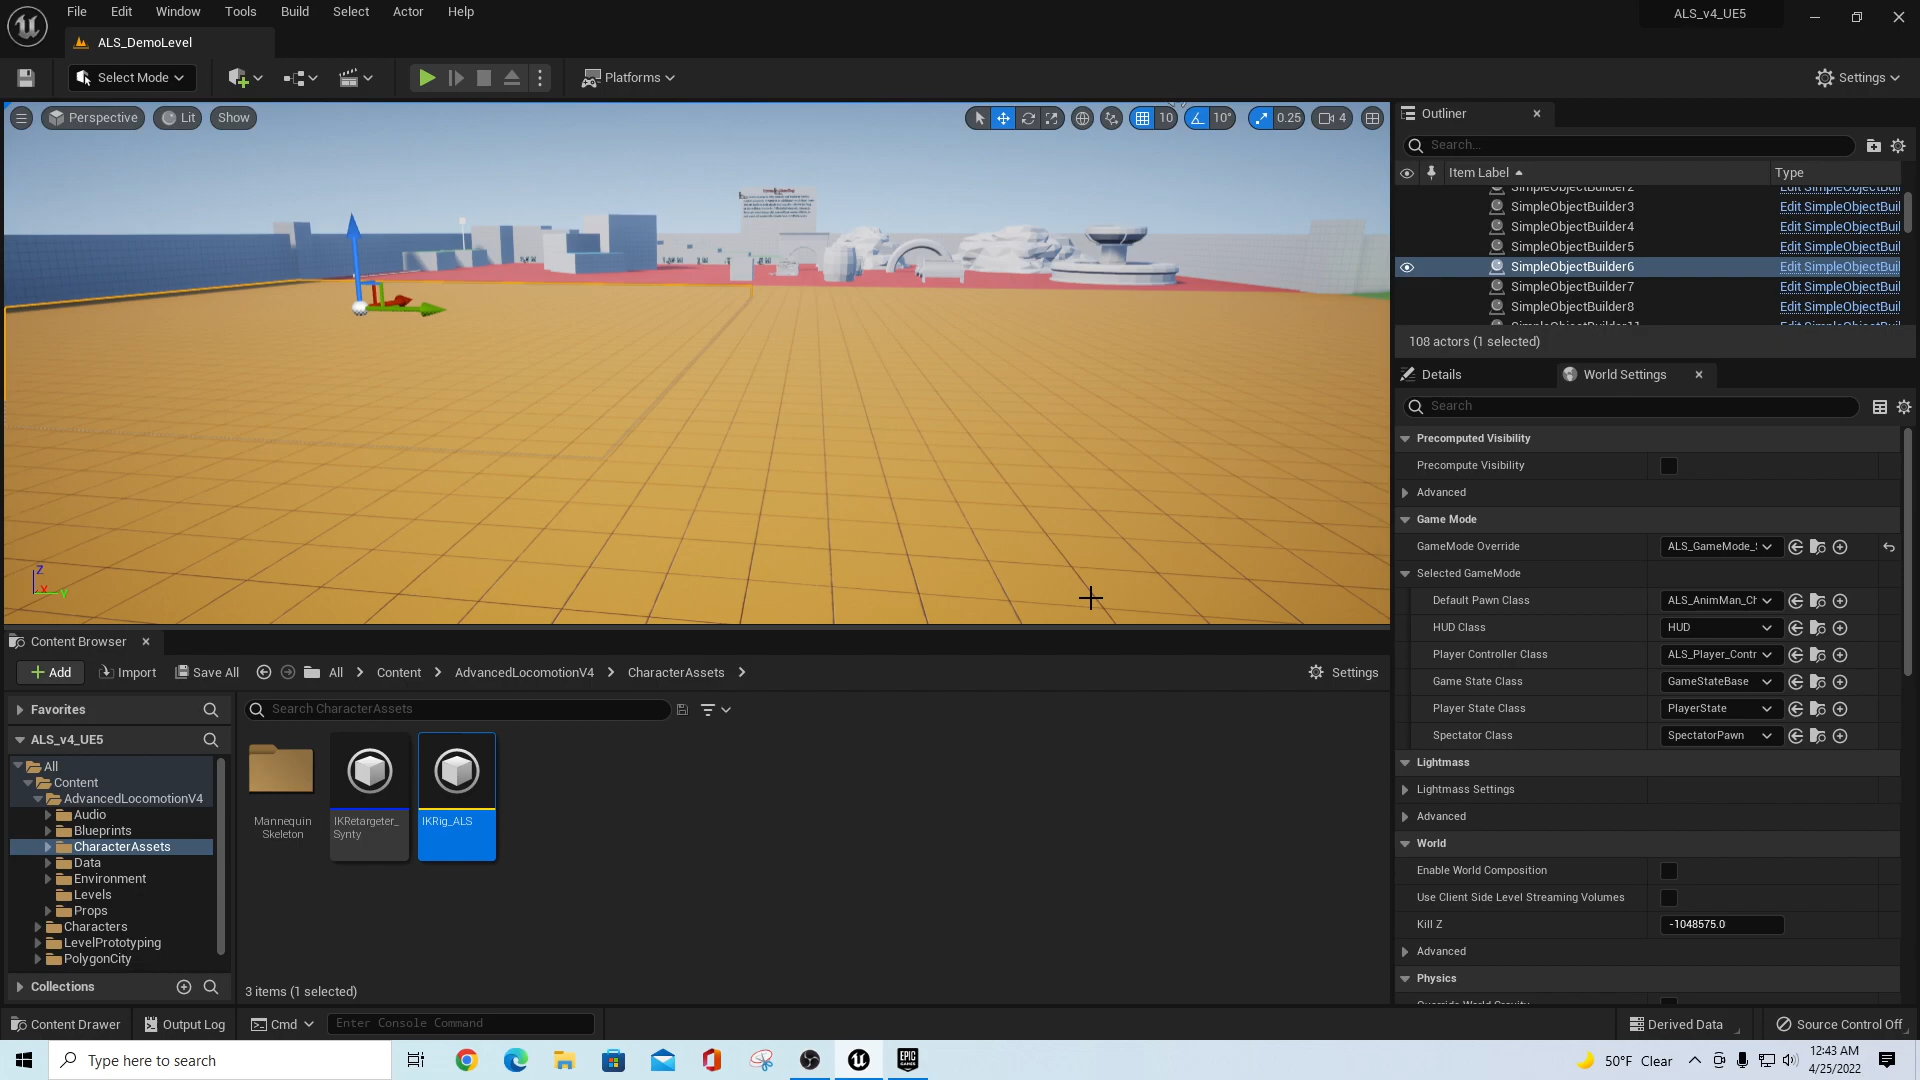 File Edit Window Tools Build Select Actor Help
ALS_v4_UE5
ALS_DemoLevel
Select Mode
Platforms
Settings
Perspective
Lit
Show
10
10°
0.25
4
Outliner
Search...
Item Label
Type
SimpleObjectBuilder2 Edit SimpleObjectBuil
SimpleObjectBuilder3 Edit SimpleObjectBuil
SimpleObjectBuilder4 Edit SimpleObjectBuil
SimpleObjectBuilder5 Edit SimpleObjectBuil
SimpleObjectBuilder6 Edit SimpleObjectBuil
SimpleObjectBuilder7 Edit SimpleObjectBuil
SimpleObjectBuilder8 Edit SimpleObjectBuil
SimpleObjectBuilder11 Edit SimpleObjectBuil
108 actors (1 selected)
Details
World Settings
Search
Precomputed Visibility
Precompute Visibility
Advanced
Game Mode
GameMode Override ALS_GameMode_
Selected GameMode
Default Pawn Class ALS_AnimMan_Ch
HUD Class HUD
Player Controller Class ALS_Player_Contr
Game State Class GameStateBase
Player State Class PlayerState
Spectator Class SpectatorPawn
Lightmass
Lightmass Settings
Advanced
World
Enable World Composition
Use Client Side Level Streaming Volumes
Kill Z -1048575.0
Advanced
Physics
Override World Gravity
Z
X
Y
Content Browser
Add
Import
Save All
All
Content
AdvancedLocomotionV4
CharacterAssets
Settings
Favorites
Search CharacterAssets
ALS_v4_UE5
All
Content
AdvancedLocomotionV4
Audio
Blueprints
CharacterAssets
Data
Environment
Levels
Props
Characters
LevelPrototyping
PolygonCity
Collections
Mannequin
Skeleton
IKRetargeter_
Synty
IKRig_ALS
3 items (1 selected)
Content Drawer
Output Log
Cmd
Enter Console Command
Derived Data
Source Control Off
Type here to search
EPIC
GAMES
50°F Clear
12:43 AM
4/25/2022